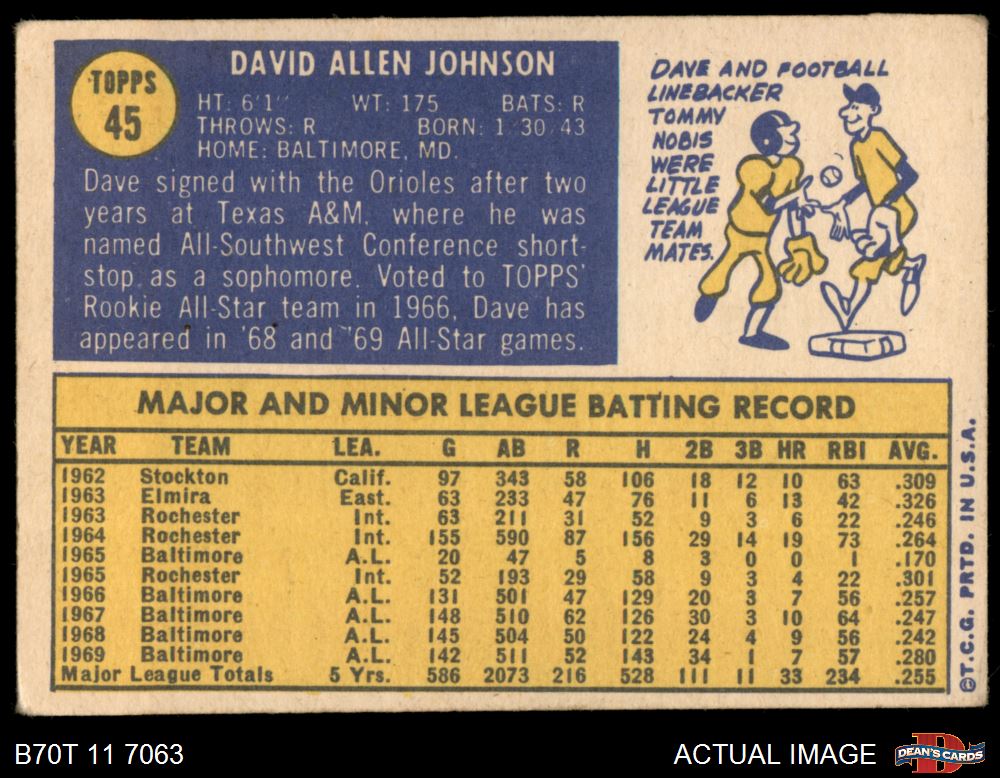 TOPPS
45
DAVID ALLEN JOHNSON
HT: 6'1" WT: 175 BATS: R
THROWS: R BORN: 1 30 43
HOME: BALTIMORE, MD.
Dave signed with the Orioles after two
years at Texas A&M, where he was
named All-Southwest Conference short-
stop as a sophomore. Voted to TOPPS'
Rookie All-Star team in 1966, Dave has
appeared in '68 and '69 All-Star games.
DAVE AND FOOTBALL
LINEBACKER
TOMMY
NOBIS
WERE
LITTLE
LEAGUE
TEAM
MATES.
MAJOR AND MINOR LEAGUE BATTING RECORD
YEAR TEAM LEA. G AB R H 2B 3B HR RBI AVG.
1962 Stockton Calif. 97 343 58 106 18 12 10 63 .309
1963 Elmira East. 63 233 47 76 11 6 13 42 .326
1963 Rochester Int. 63 211 31 52 9 3 6 22 .246
1964 Rochester Int. 155 590 87 156 29 14 19 73 .264
1965 Baltimore A.L. 20 47 5 8 3 0 0 1 .170
1965 Rochester Int. 52 193 29 58 9 3 4 22 .301
1966 Baltimore A.L. 131 501 47 129 20 3 7 56 .257
1967 Baltimore A.L. 148 510 62 126 30 3 10 64 .247
1968 Baltimore A.L. 145 504 50 122 24 4 9 56 .242
1969 Baltimore A.L. 142 511 52 143 34 1 7 57 .280
Major League Totals 5 Yrs. 586 2073 216 528 111 11 33 234 .255
©T.C.G. PRTD. IN U.S.A.
B70T 11 7063
ACTUAL IMAGE
DEAN'S CARDS